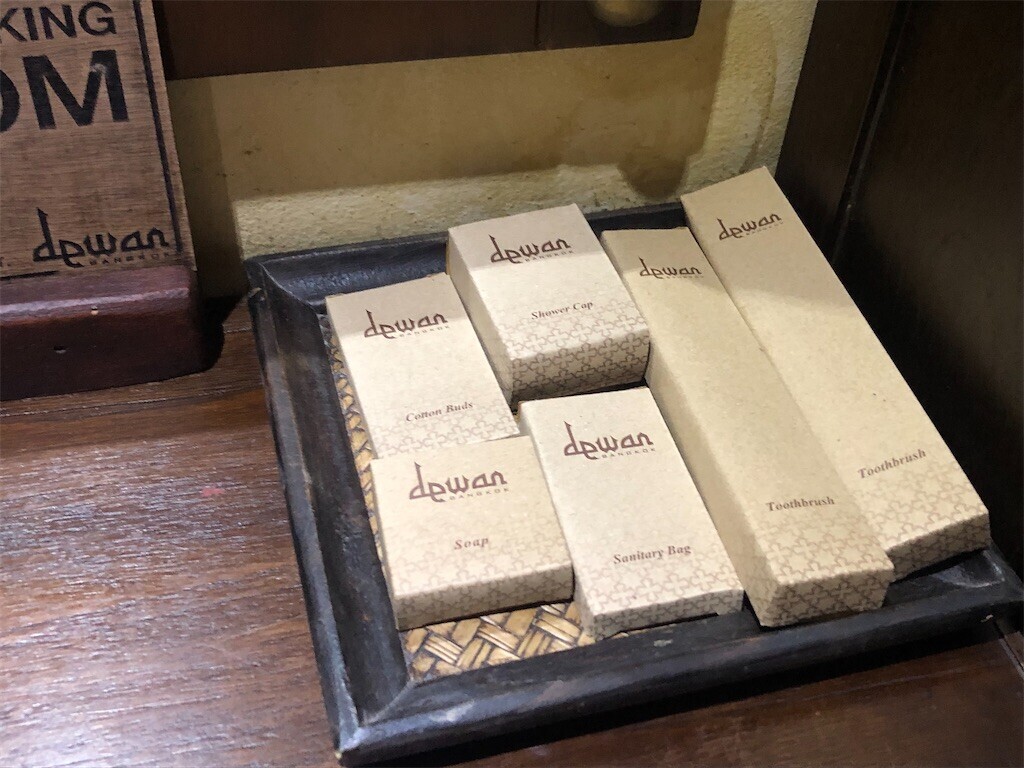 KING
OM
dewan
BANGKOK
dewan
BANGKOK
Shower Cap
dewan
BANGKOK
Cotton Buds
dewan
BANGKOK
Soap
dewan
BANGKOK
Sanitary Bag
dewan
BANGKOK
Toothbrush
dewan
BANGKOK
Toothbrush